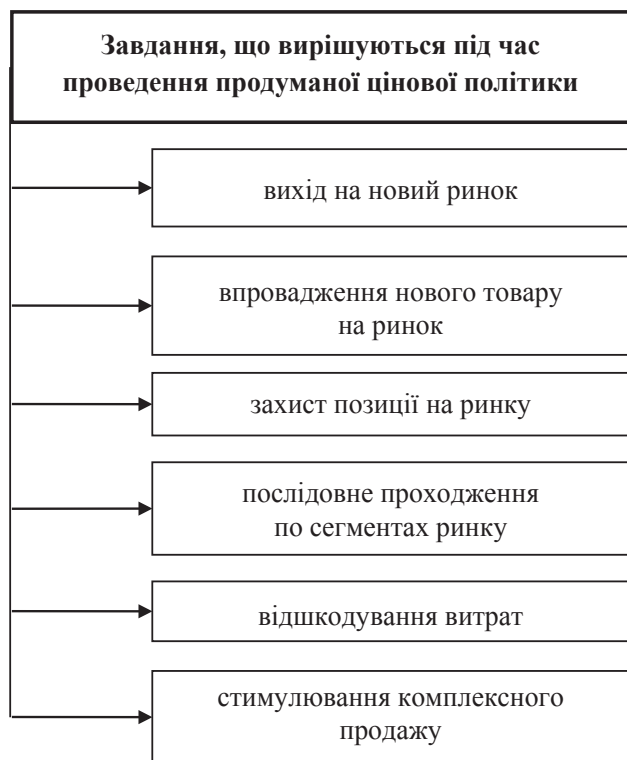 Завдання, що вирішуються під час
проведення продуманої цінової політики
вихід на новий ринок
впровадження нового товару
на ринок
захист позиції на ринку
послідовне проходження
по сегментах ринку
відшкодування витрат
стимулювання комплексного
продажу